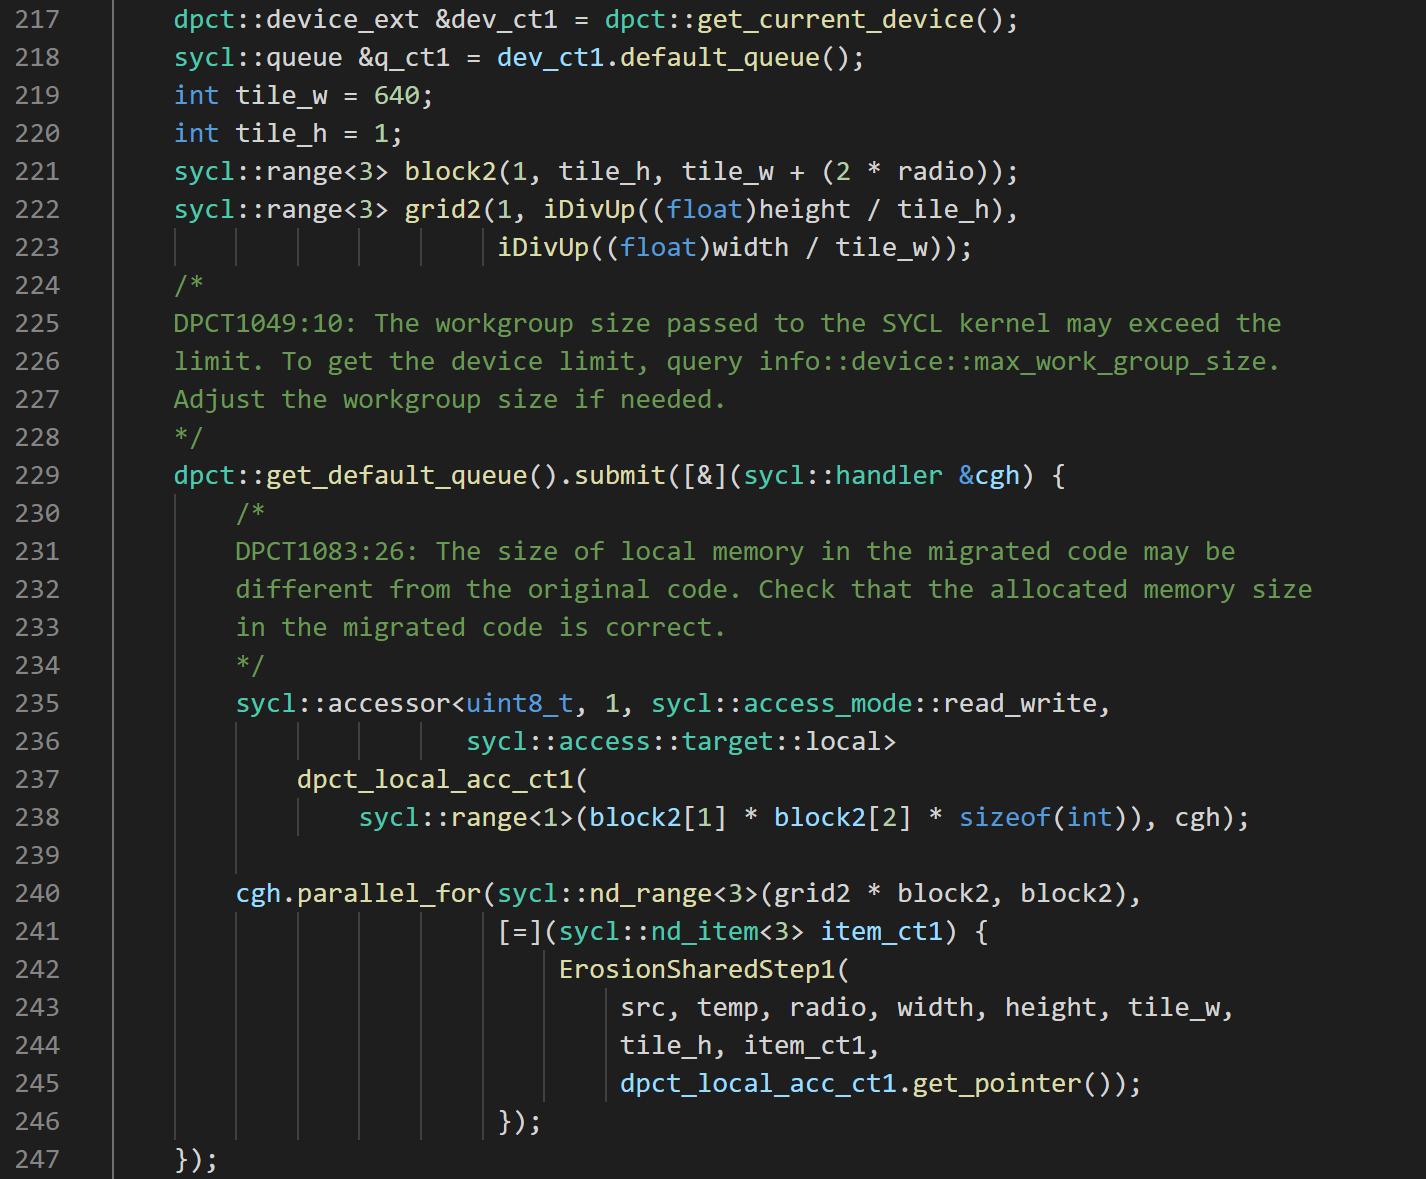 217 dpct::device_ext &dev_ct1 = dpct::get_current_device();
218 sycl::queue &q_ct1 = dev_ct1.default_queue();
219 int tile_w = 640;
220 int tile_h = 1;
221 sycl::range<3> block2(1, tile_h, tile_w + (2 * radio));
222 sycl::range<3> grid2(1, iDivUp((float)height / tile_h),
223 iDivUp((float)width / tile_w));
224 /*
225 DPCT1049:10: The workgroup size passed to the SYCL kernel may exceed the
226 limit. To get the device limit, query info::device::max_work_group_size.
227 Adjust the workgroup size if needed.
228 */
229 dpct::get_default_queue().submit([&](sycl::handler &cgh) {
230 /*
231 DPCT1083:26: The size of local memory in the migrated code may be
232 different from the original code. Check that the allocated memory size
233 in the migrated code is correct.
234 */
235 sycl::accessor<uint8_t, 1, sycl::access_mode::read_write,
236 sycl::access::target::local>
237 dpct_local_acc_ct1(
238 sycl::range<1>(block2[1] * block2[2] * sizeof(int)), cgh);
239
240 cgh.parallel_for(sycl::nd_range<3>(grid2 * block2, block2),
241 [=](sycl::nd_item<3> item_ct1) {
242 ErosionSharedStep1(
243 src, temp, radio, width, height, tile_w,
244 tile_h, item_ct1,
245 dpct_local_acc_ct1.get_pointer());
246 });
247 });